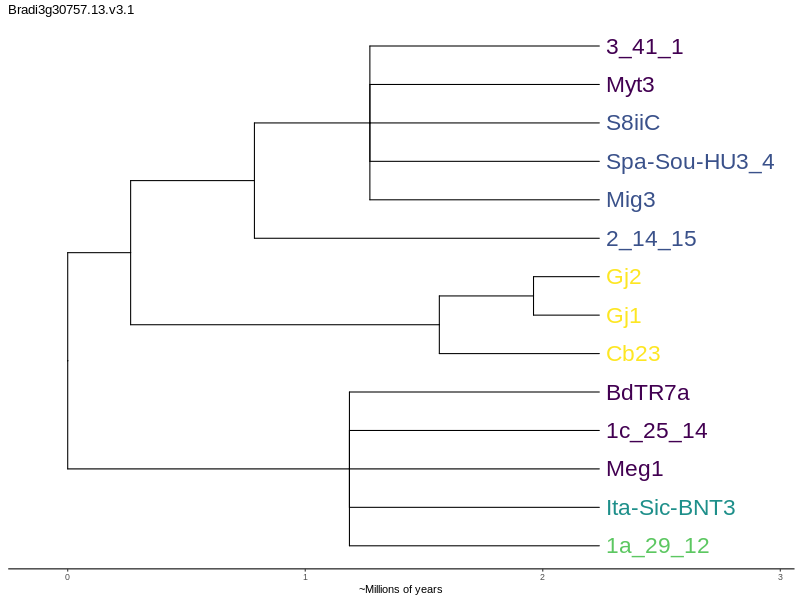 Bradi3g30757.13.v3.1
3_41_1
Myt3
S8iiC
Spa-Sou-HU3_4
Mig3
2_14_15
Gj2
Gj1
Cb23
BdTR7a
1c_25_14
Meg1
Ita-Sic-BNT3
1a_29_12
0 1 2 3
~Millions of years